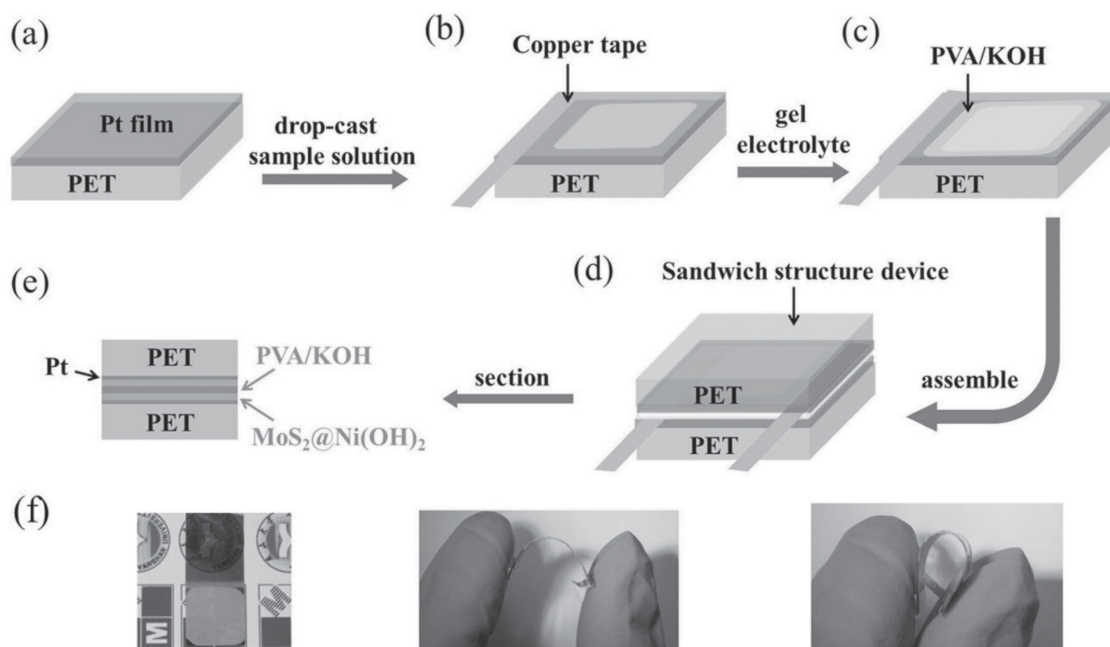 (a)
Pt film
PET
drop-cast
sample solution
(b)
Copper tape
PET
gel
electrolyte
(c)
PVA/KOH
PET
(d)
Sandwich structure device
PET
PET
assemble
section
(e)
Pt
PET
PVA/KOH
PET
MoS₂@Ni(OH)₂
(f)
M